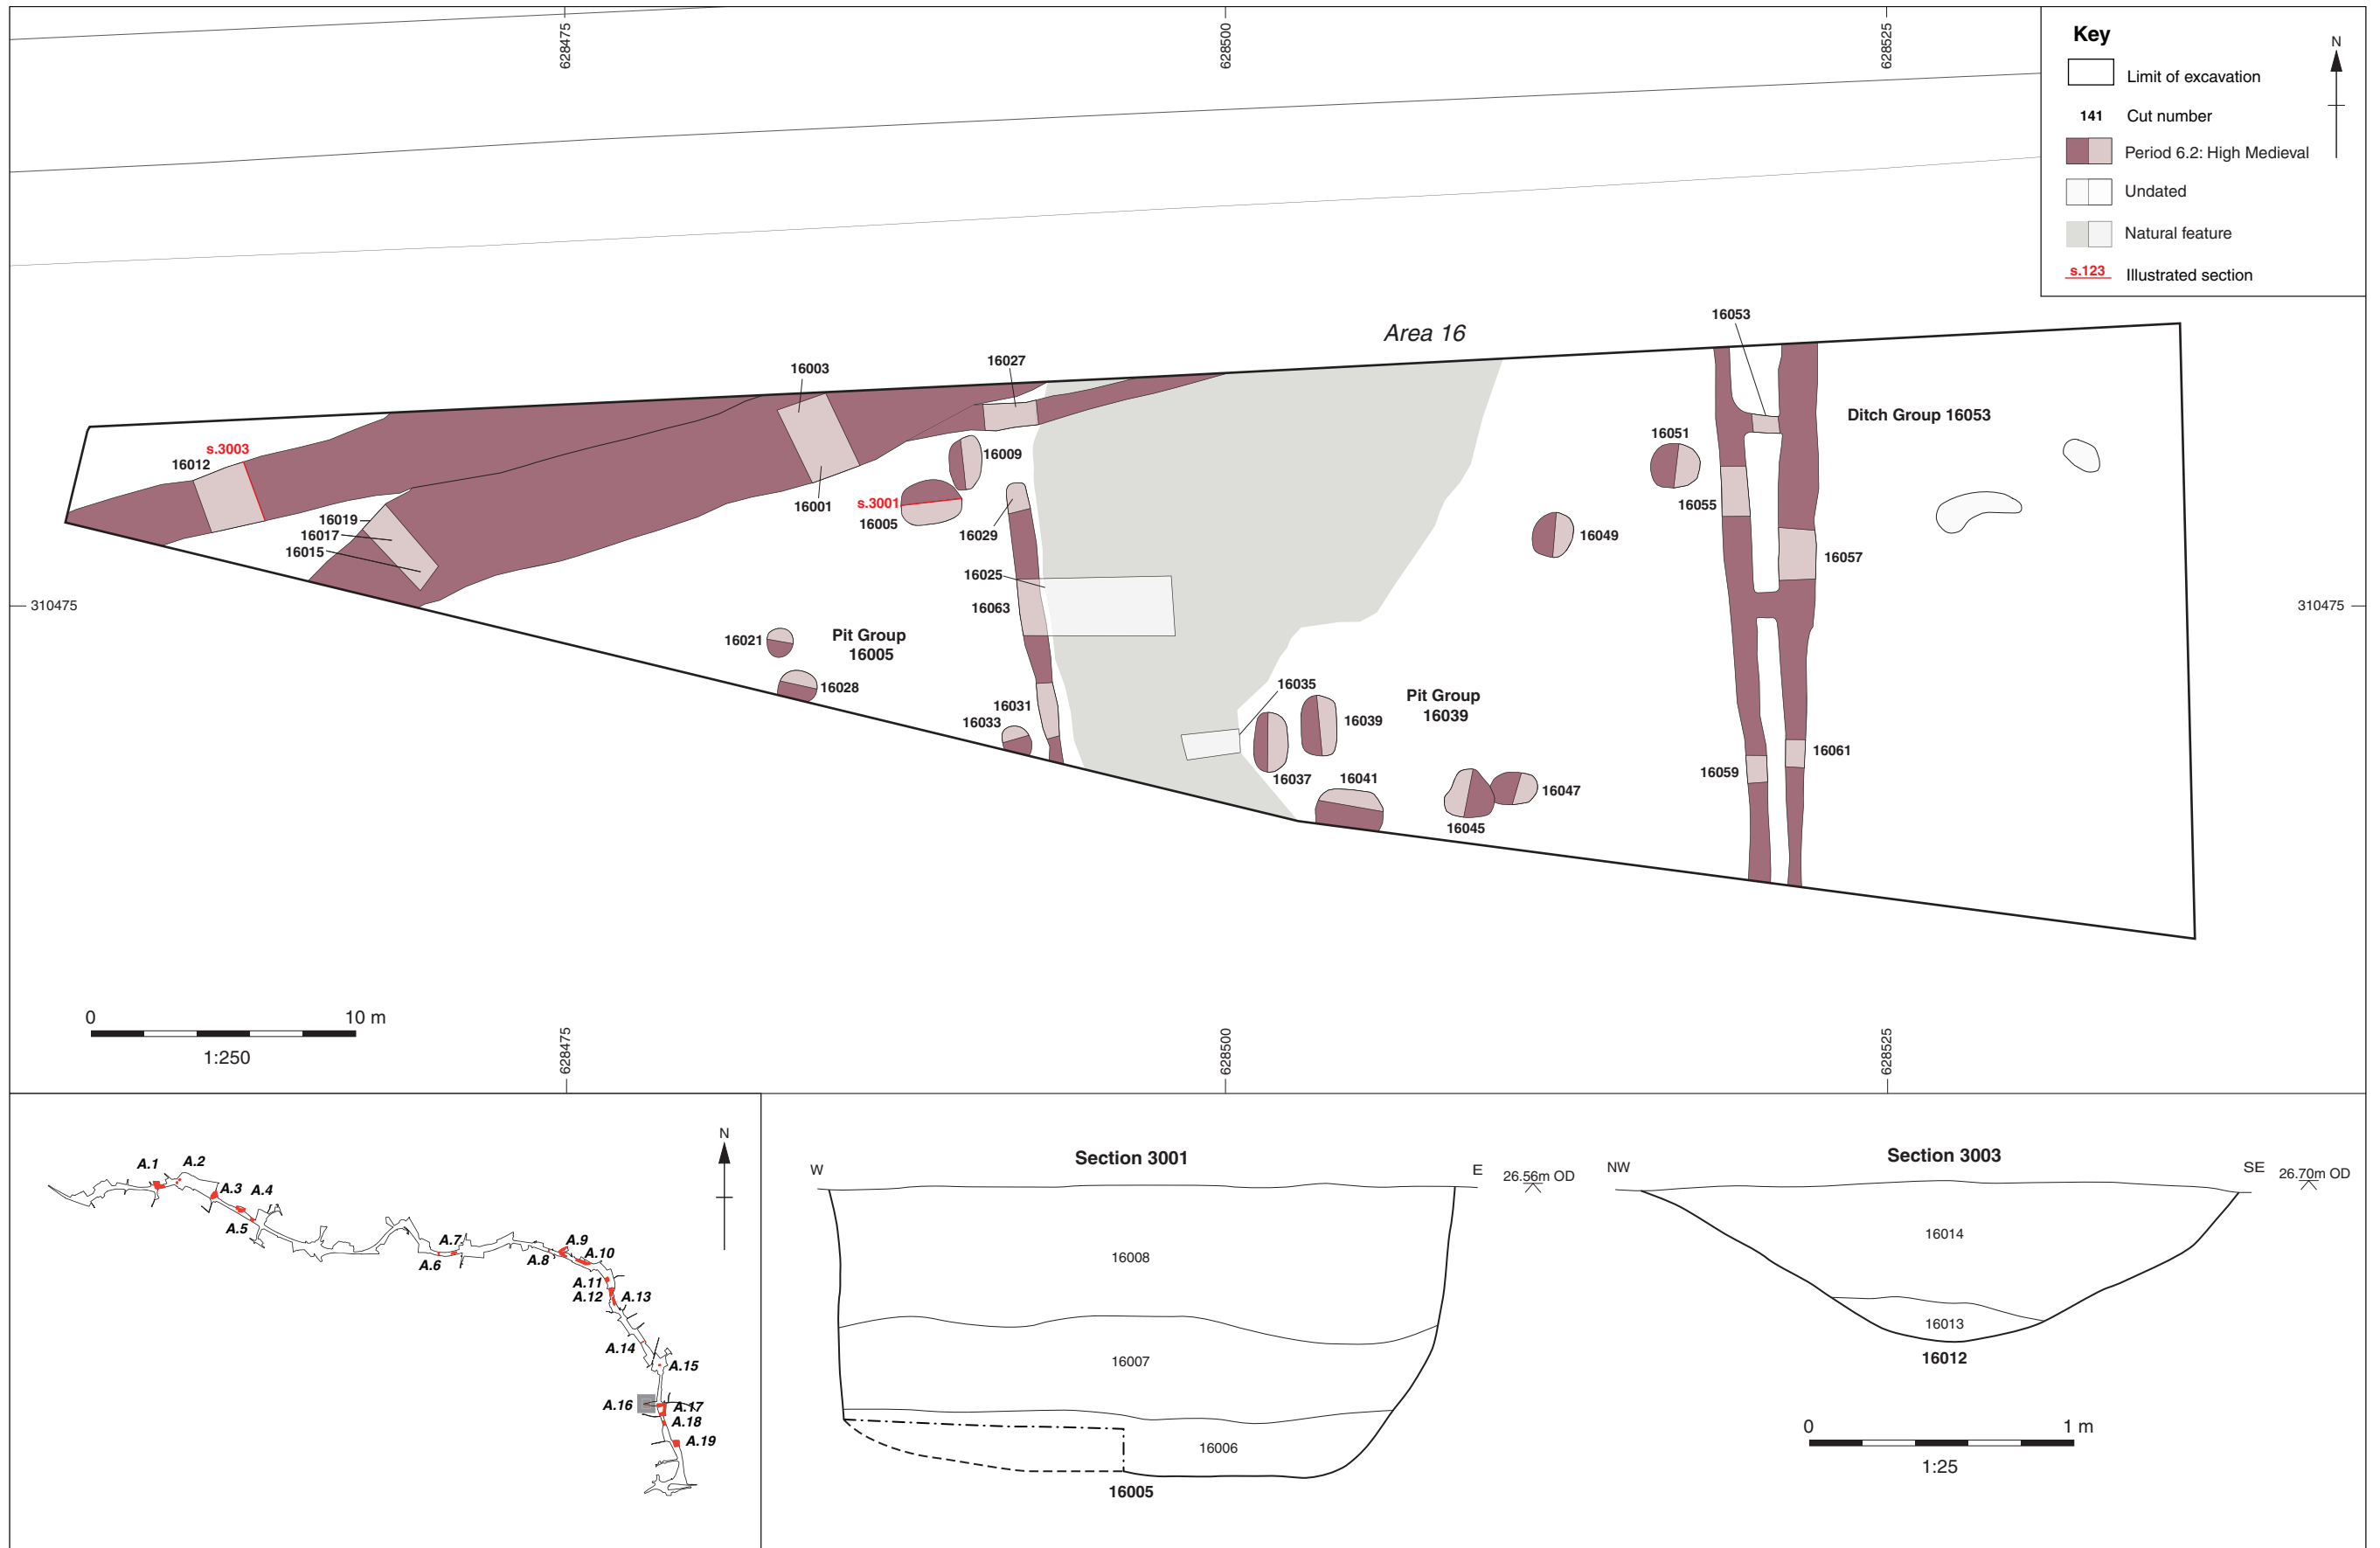 628475
628500
628525
Key
N
Limit of excavation
141 Cut number
Period 6.2: High Medieval
Undated
Natural feature
s.123 Illustrated section
Area 16
16053
16003
16027
Ditch Group 16053
s.3003
16012
16051
16009
s.3001
16005
16001
16055
16019
16017
16015
16029
16049
16057
16025
16063
310475
310475
16021
Pit Group
16005
16028
16031
16033
16035
Pit Group
16039
16039
16037
16041
16061
16059
16047
16045
0 10 m
1:250
628475
628500
628525
N
A.1
A.2
A.3
A.4
A.5
A.6
A.7
A.8
A.9
A.10
A.11
A.12
A.13
A.14
A.15
A.16
A.17
A.18
A.19
Section 3001
W
E
26.56m OD
16008
16007
16006
16005
Section 3003
NW
SE
26.70m OD
16014
16013
16012
0 1 m
1:25